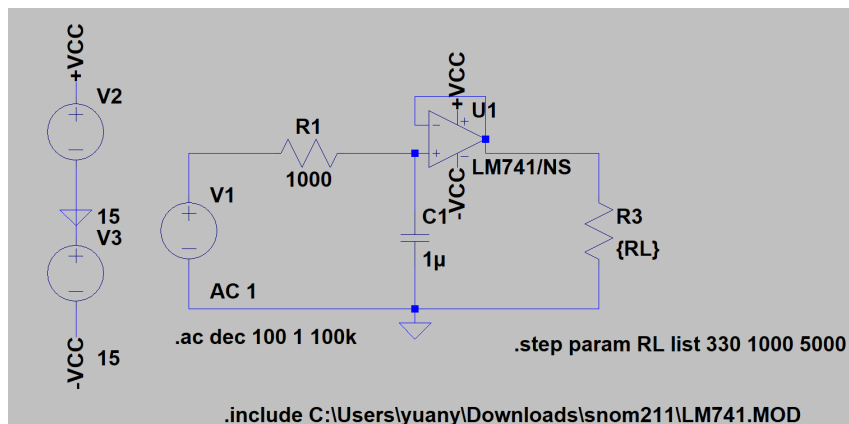 +VCC
V2
15
V3
-VCC
15
V1
AC 1
R1
1000
C1
1µ
+VCC
U1
LM741/NS
-VCC
R3
{RL}
.ac dec 100 1 100k
.step param RL list 330 1000 5000
.include C:\Users\yuany\Downloads\snom211\LM741.MOD